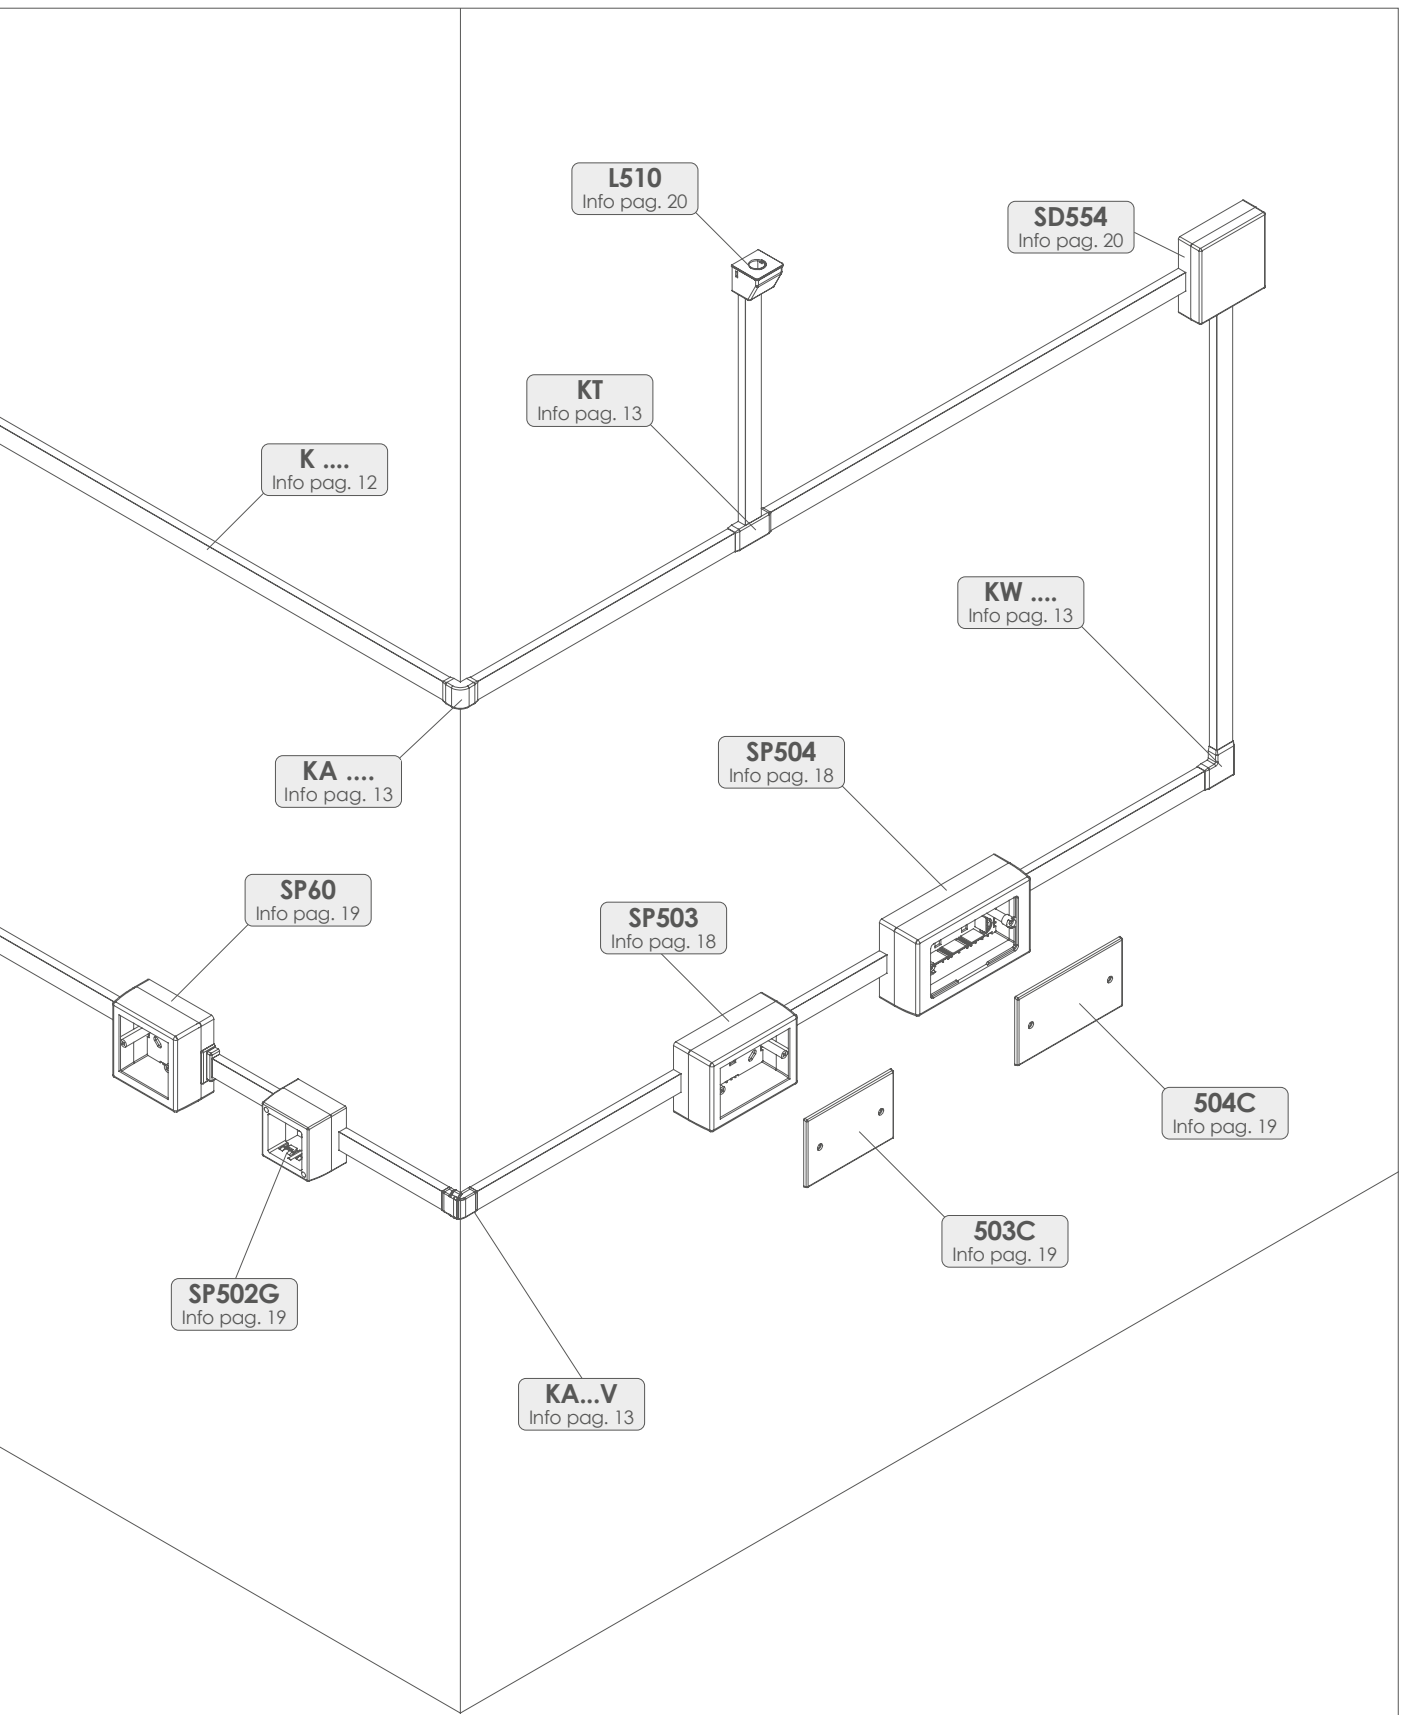 L510
Info pag. 20
SD554
Info pag. 20
KT
Info pag. 13
K ....
Info pag. 12
KW ....
Info pag. 13
KA ....
Info pag. 13
SP504
Info pag. 18
SP60
Info pag. 19
SP503
Info pag. 18
504C
Info pag. 19
503C
Info pag. 19
SP502G
Info pag. 19
KA...V
Info pag. 13